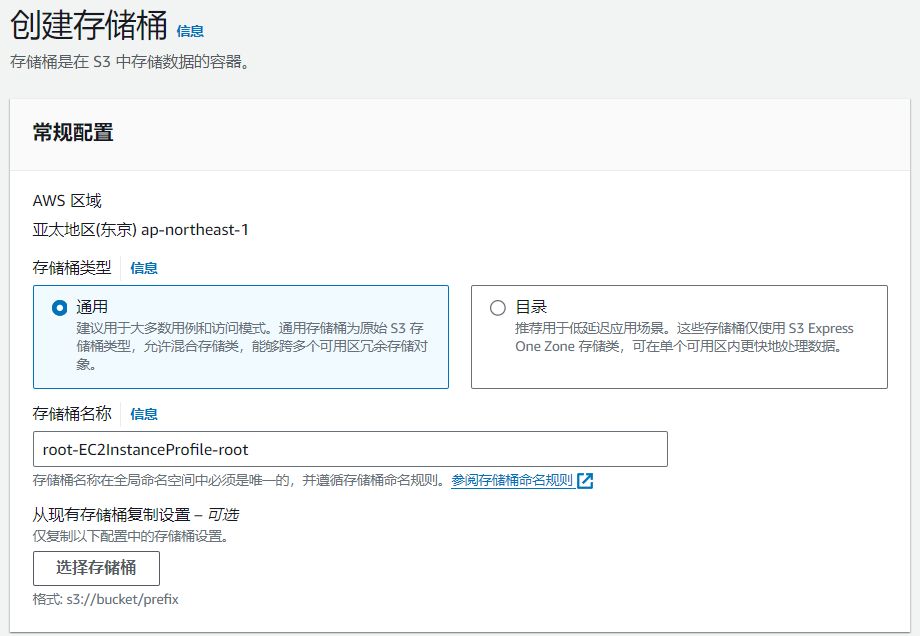 创建存储桶 信息
存储桶是在 S3 中存储数据的容器。
常规配置
AWS 区域
亚太地区(东京) ap-northeast-1
存储桶类型 信息
通用
建议用于大多数用例和访问模式。通用存储桶为原始 S3 存
储桶类型，允许混合存储类，能够跨多个可用区冗余存储对
象。
目录
推荐用于低延迟应用场景。这些存储桶仅使用 S3 Express
One Zone 存储类，可在单个可用区内更快地处理数据。
存储桶名称 信息
root-EC2InstanceProfile-root
存储桶名称在全局命名空间中必须是唯一的，并遵循存储桶命名规则。参阅存储桶命名规则
从现有存储桶复制设置 – 可选
仅复制以下配置中的存储桶设置。
选择存储桶
格式: s3://bucket/prefix